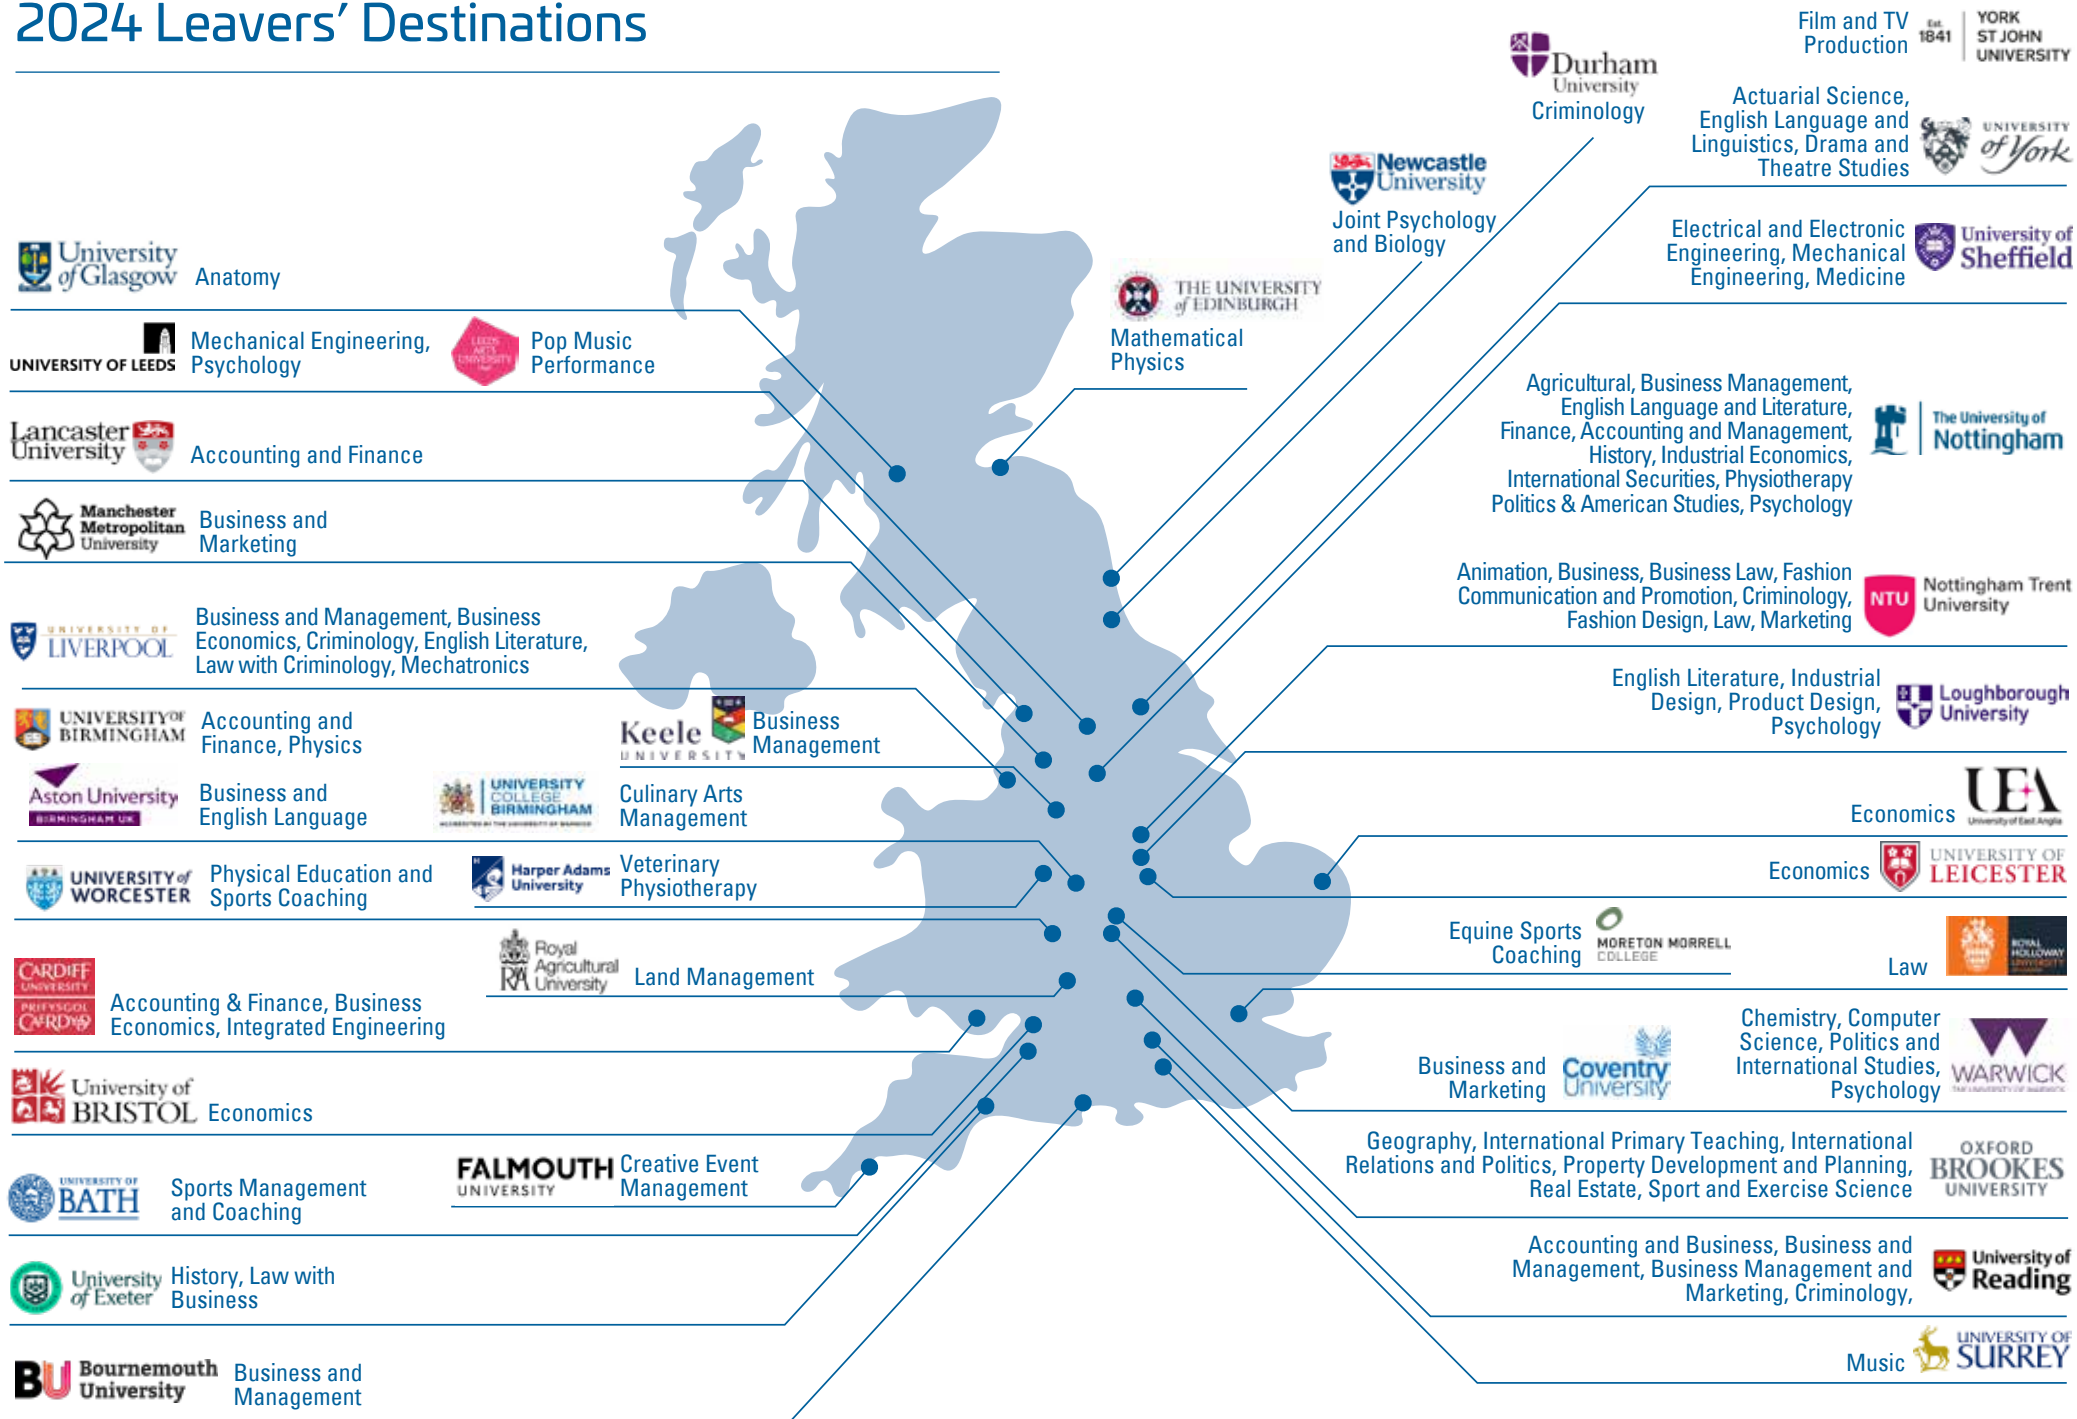 2024 Leavers’ Destinations
University
of Glasgow
Anatomy
UNIVERSITY OF LEEDS
Mechanical Engineering,
Psychology
LEEDS
ARTS
UNIVERSITY
Pop Music
Performance
Lancaster
University
Accounting and Finance
Manchester
Metropolitan
University
Business and
Marketing
UNIVERSITY OF
LIVERPOOL
Business and Management, Business
Economics, Criminology, English Literature,
Law with Criminology, Mechatronics
UNIVERSITY OF
BIRMINGHAM
Accounting and
Finance, Physics
Keele
UNIVERSITY
Business
Management
Aston University
BIRMINGHAM UK
Business and
English Language
UNIVERSITY
COLLEGE
BIRMINGHAM
Culinary Arts
Management
UNIVERSITY of
WORCESTER
Physical Education and
Sports Coaching
Harper Adams
University
Veterinary
Physiotherapy
CARDIFF
UNIVERSITY
PRIFYSGOL
CAERDYDD
Accounting & Finance, Business
Economics, Integrated Engineering
Royal
Agricultural
University
Land Management
University of
BRISTOL
Economics
UNIVERSITY OF
BATH
Sports Management
and Coaching
FALMOUTH
UNIVERSITY
Creative Event
Management
University
of Exeter
History, Law with
Business
BU
Bournemouth
University
Business and
Management
Film and TV
Production
Est.
1841
YORK
ST JOHN
UNIVERSITY
Durham
University
Criminology
Actuarial Science,
English Language and
Linguistics, Drama and
Theatre Studies
UNIVERSITY
of York
Newcastle
University
Joint Psychology
and Biology
Electrical and Electronic
Engineering, Mechanical
Engineering, Medicine
University of
Sheffield
THE UNIVERSITY
of EDINBURGH
Mathematical
Physics
Agricultural, Business Management,
English Language and Literature,
Finance, Accounting and Management,
History, Industrial Economics,
International Securities, Physiotherapy
Politics & American Studies, Psychology
The University of
Nottingham
Animation, Business, Business Law, Fashion
Communication and Promotion, Criminology,
Fashion Design, Law, Marketing
NTU
Nottingham Trent
University
English Literature, Industrial
Design, Product Design,
Psychology
Loughborough
University
Economics
UEA
University of East Anglia
Economics
UNIVERSITY OF
LEICESTER
Equine Sports
Coaching
MORETON MORRELL
COLLEGE
Law
ROYAL
HOLLOWAY
UNIVERSITY
Business and
Marketing
Coventry
University
Chemistry, Computer
Science, Politics and
International Studies,
Psychology
WARWICK
THE UNIVERSITY OF WARWICK
Geography, International Primary Teaching, International
Relations and Politics, Property Development and Planning,
Real Estate, Sport and Exercise Science
OXFORD
BROOKES
UNIVERSITY
Accounting and Business, Business and
Management, Business Management and
Marketing, Criminology,
University of
Reading
Music
UNIVERSITY OF
SURREY